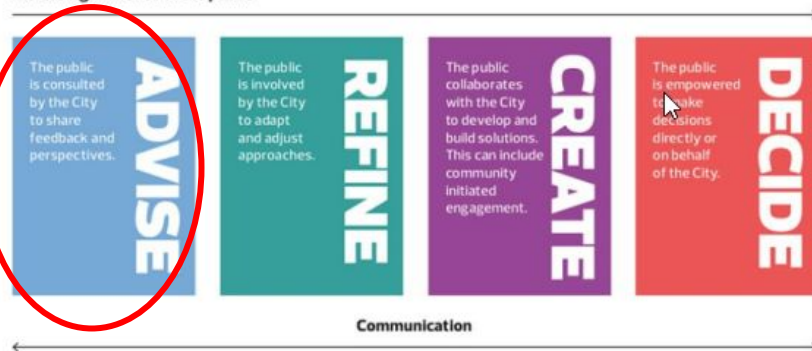 The public
is consulted
by the City
to share
feedback and
perspectives.
ADVISE
The public
is involved
by the City
to adapt
and adjust
approaches.
REFINE
The public
collaborates
with the City
to develop and
build solutions.
This can include
community
initiated
engagement.
CREATE
The public
is empowered
to make
decisions
directly or
on behalf
of the City.
DECIDE
Communication